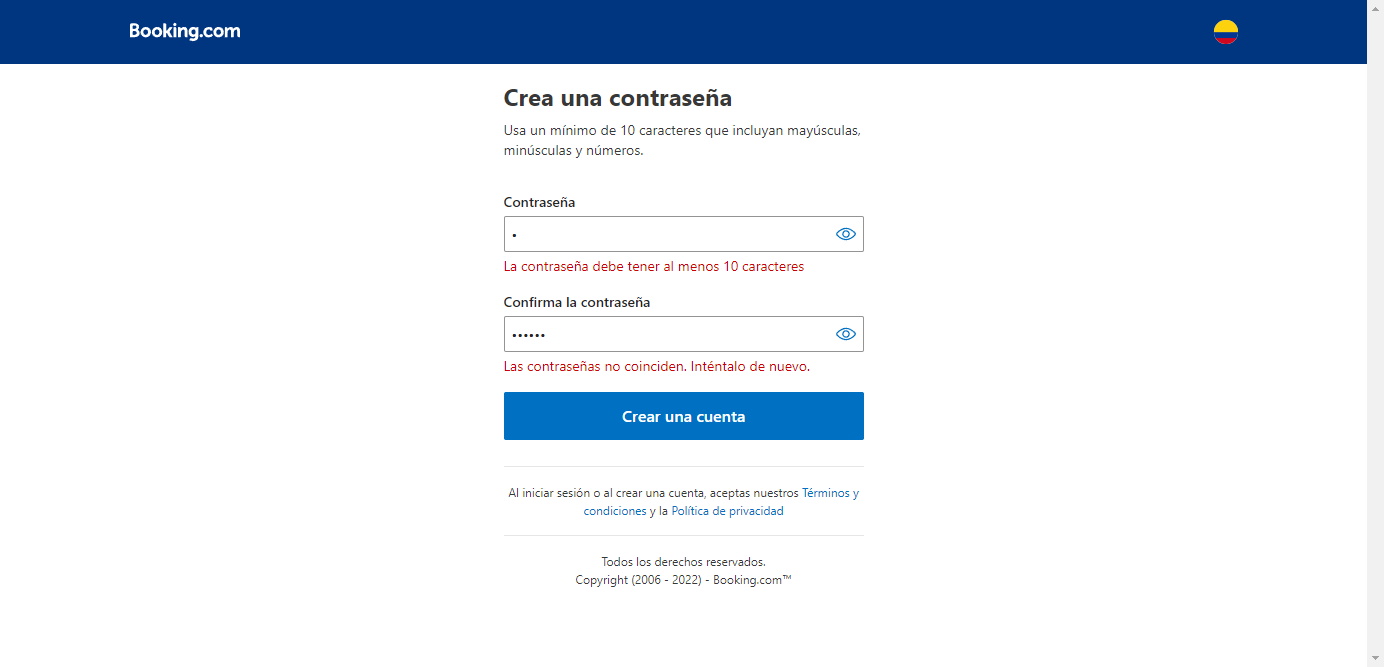 Booking.com
Crea una contraseña
Usa un mínimo de 10 caracteres que incluyan mayúsculas,
minúsculas y números.
Contraseña
•
La contraseña debe tener al menos 10 caracteres
Confirma la contraseña
••••••
Las contraseñas no coinciden. Inténtalo de nuevo.
Crear una cuenta
Al iniciar sesión o al crear una cuenta, aceptas nuestros Términos y
condiciones y la Política de privacidad
Todos los derechos reservados.
Copyright (2006 - 2022) - Booking.com™